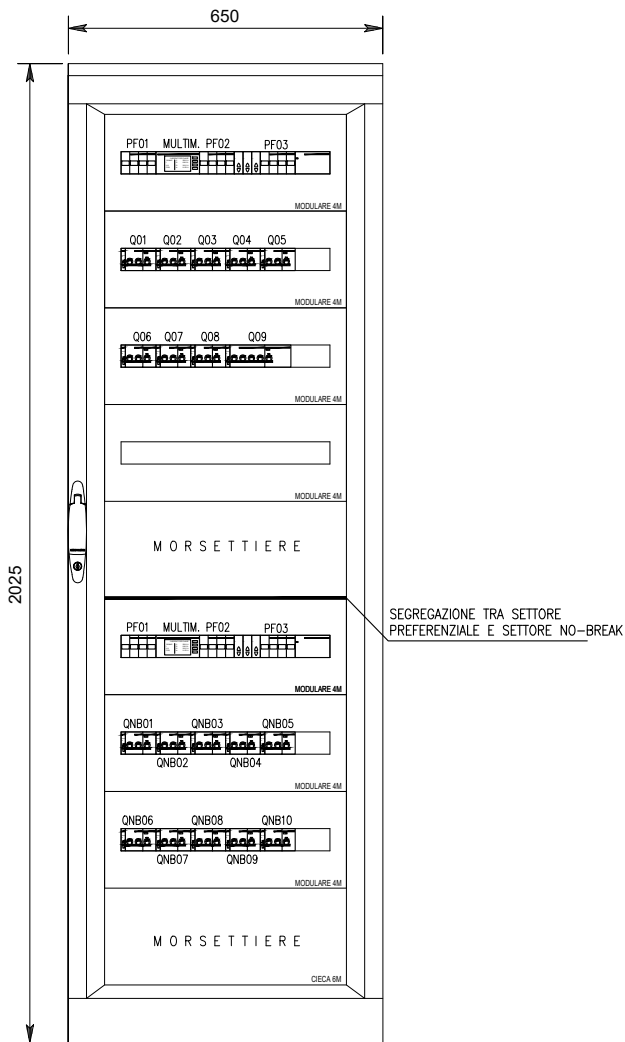 650
PF01 MULTIM. PF02 PF03
MODULARE 4M
Q01 Q02 Q03 Q04 Q05
MODULARE 4M
Q06 Q07 Q08 Q09
MODULARE 4M
MODULARE 4M
MORSETTIERE
2025
SEGREGAZIONE TRA SETTORE
PREFERENZIALE E SETTORE NO-BREAK
PF01 MULTIM. PF02 PF03
MODULARE 4M
QNB01 QNB03 QNB05
QNB02 QNB04
MODULARE 4M
QNB06 QNB08 QNB10
QNB07 QNB09
MODULARE 4M
MORSETTIERE
CIECA 6M